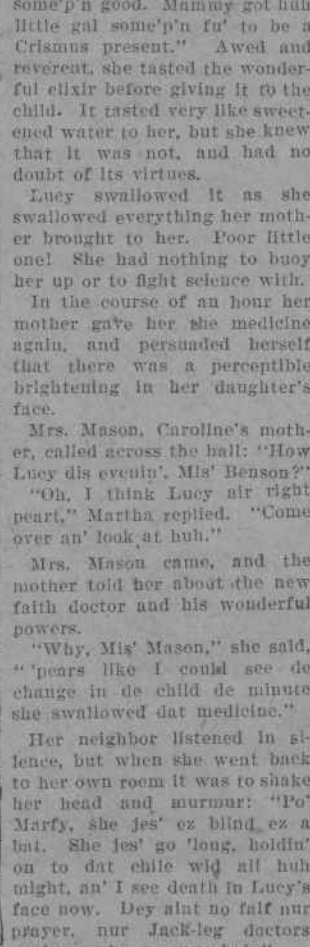 some'p'n good. Mammy got huh
little gal some'p'n fu' to be a
Crismus present." Awed and
reverent, she tasted the wonder-
ful elixir before giving it to the
child. It tasted very like sweet-
ened water to her, but she knew
that it was not, and had no
doubt of its virtues.
Lucy swallowed it as she
swallowed everything her moth-
er brought to her. Poor little
one! She had nothing to buoy
her up or to fight science with.
In the course of an hour her
mother gave her the medicine
again, and persuaded herself
that there was a perceptible
brightening in her daughter's
face.
Mrs. Mason, Caroline's moth-
er, called across the hall: "How
Lucy dis evenin', Mis' Benson?"
"Oh, I think Lucy air right
peart," Martha replied. "Come
over an' look at huh."
Mrs. Mason came, and the
mother told her about the new
faith doctor and his wonderful
powers.
"Why, Mis' Mason," she said,
" 'pears like I could see de
change in de child de minute
she swallowed dat medicine."
Her neighbor listened in si-
lence, but when she went back
to her own room it was to shake
her head and murmur: "Po'
Marfy, she jes' ez blind ez a
bat. She jes' go 'long, holdin'
on to dat chile wid all huh
might, an' I see death in Lucy's
face now. Dey aint no faif nur
prayer, nur Jack-leg doctors